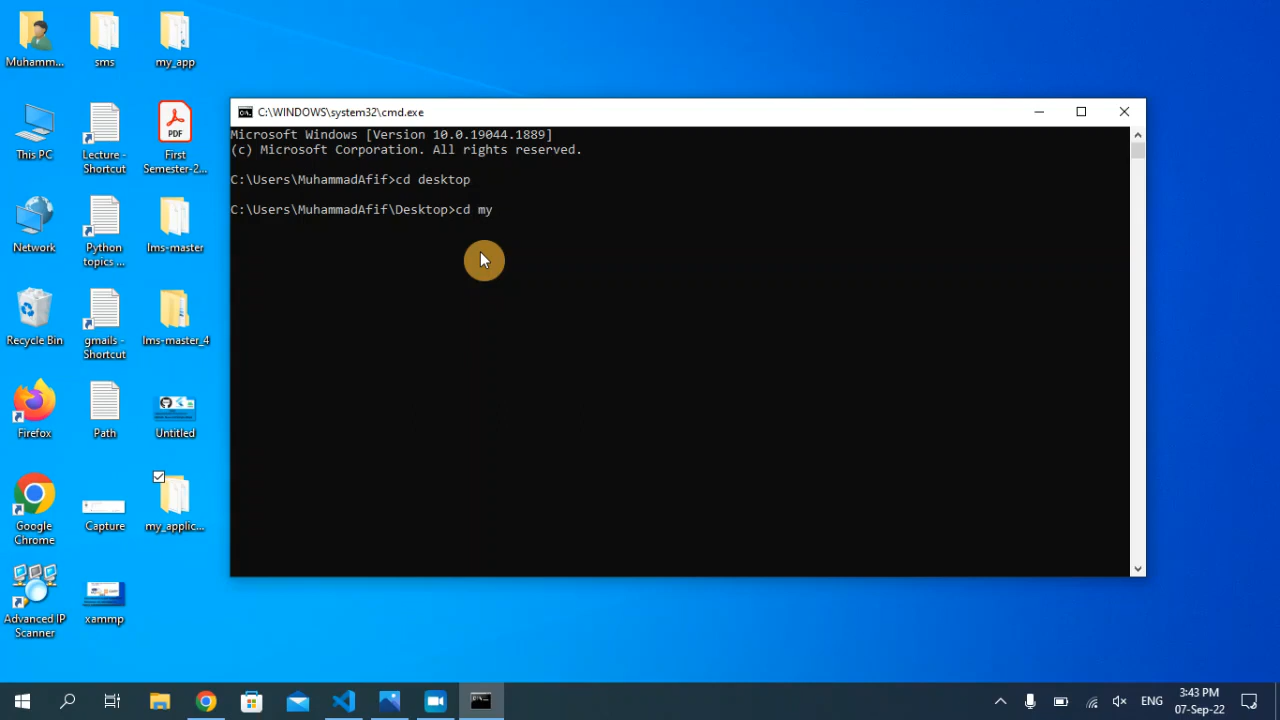 C:\WINDOWS\system32\cmd.exe
Microsoft Windows [Version 10.0.19044.1889]
(c) Microsoft Corporation. All rights reserved.
C:\Users\MuhammadAfif>cd desktop
C:\Users\MuhammadAfif\Desktop>cd my
Muhamm...
sms
my_app
This PC
Lecture -
Shortcut
PDF
First
Semester-2...
Network
Python
topics ...
lms-master
Recycle Bin
gmails -
Shortcut
lms-master_4
Firefox
Path
Untitled
Google
Chrome
Capture
my_applic...
Advanced IP
Scanner
xammp
ENG
3:43 PM
07-Sep-22